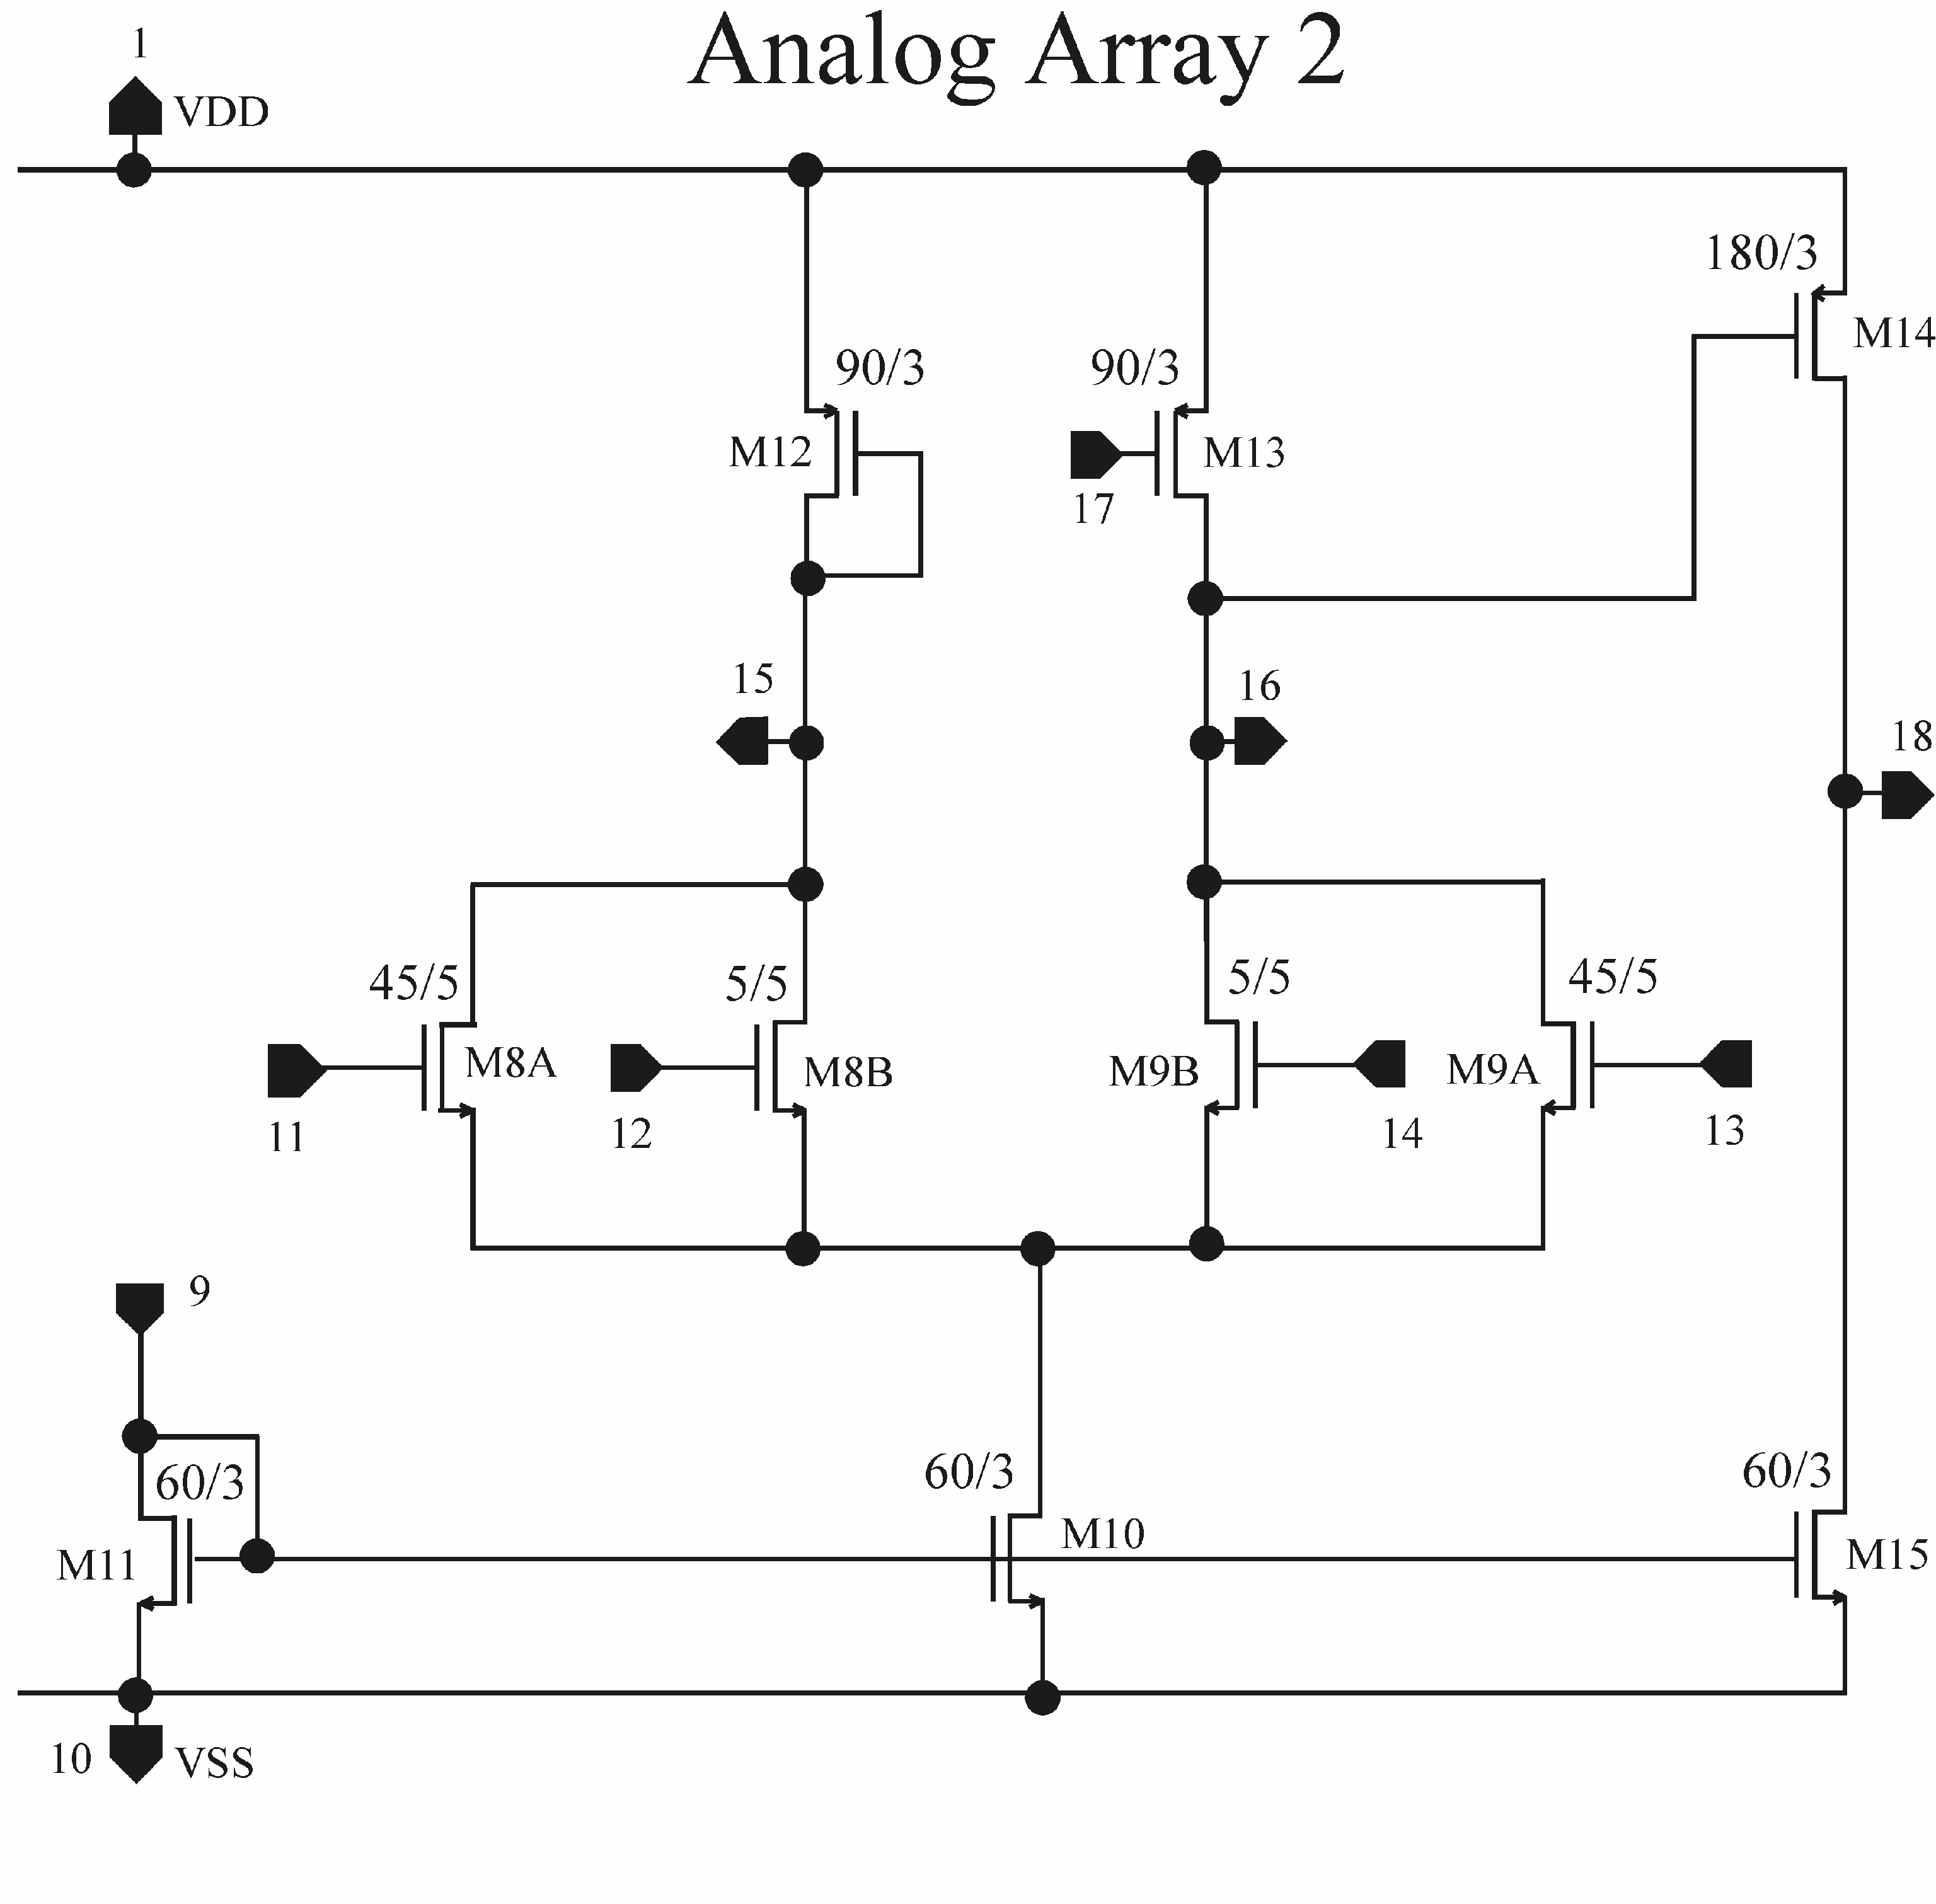 Analog Array 2
1
VDD
180/3
M14
90/3
90/3
M12
M13
17
15
16
18
45/5
5/5
5/5
45/5
M8A
M8B
M9B
M9A
11
12
14
13
9
60/3
60/3
60/3
M11
M10
M15
10
VSS